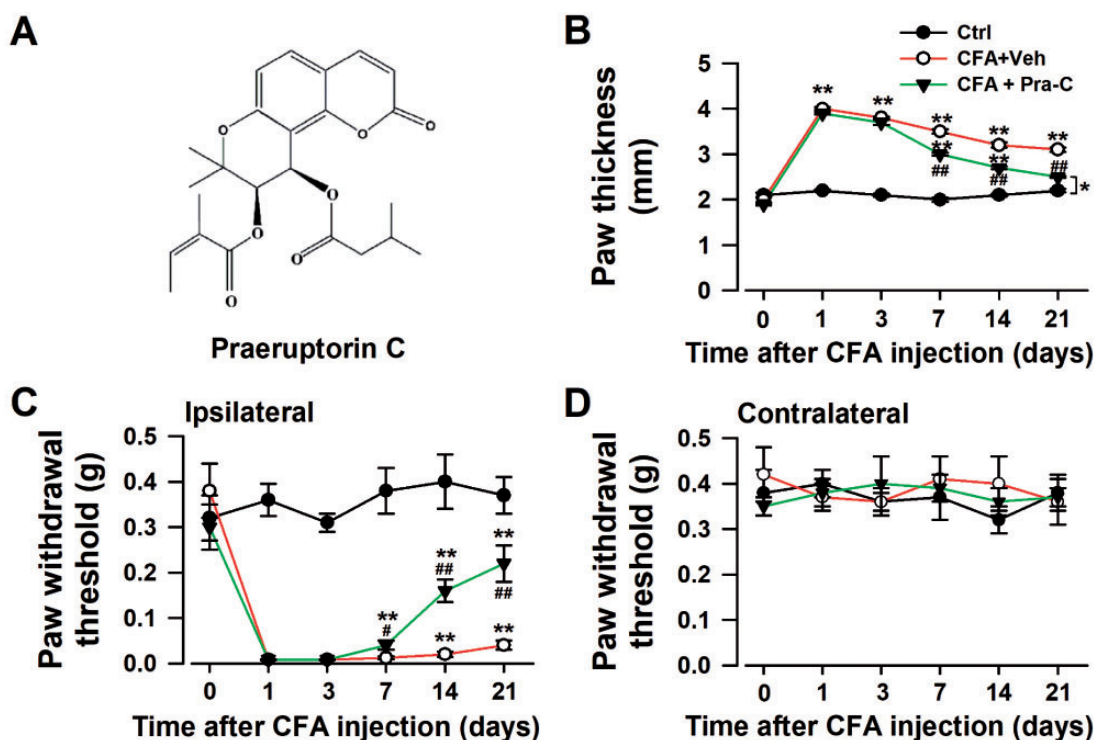 A
O
O
O
O
O
O
O
Praeruptorin C
B
Ctrl
CFA+Veh
CFA + Pra-C
Paw thickness
(mm)
5
4
3
2
1
0
**
**
**
**
**
**
**
##
##
##
*
0 1 3 7 14 21
Time after CFA injection (days)
C
Ipsilateral
Paw withdrawal
threshold (g)
0.5
0.4
0.3
0.2
0.1
0.0
**
**
**
##
##
#
**
**
0 1 3 7 14 21
Time after CFA injection (days)
D
Contralateral
Paw withdrawal
threshold (g)
0.5
0.4
0.3
0.2
0.1
0.0
0 1 3 7 14 21
Time after CFA injection (days)